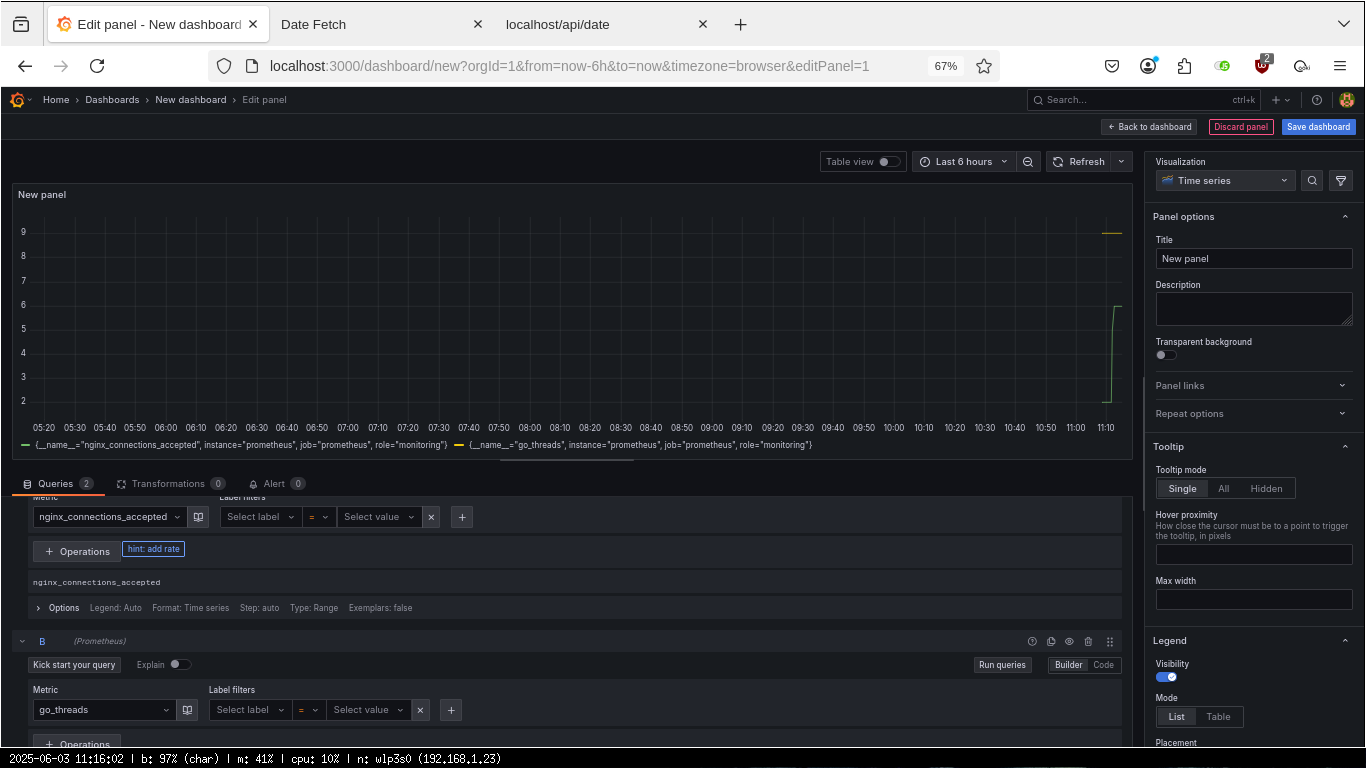 Edit panel - New dashboard
Date Fetch
localhost/api/date
localhost:3000/dashboard/new?orgId=1&from=now-6h&to=now&timezone=browser&editPanel=1
67%
2
Home > Dashboards > New dashboard > Edit panel
Search... ctrl+k
Back to dashboard
Discard panel
Save dashboard
Table view
Last 6 hours
Refresh
New panel
9
8
7
6
5
4
3
2
05:20 05:30 05:40 05:50 06:00 06:10 06:20 06:30 06:40 06:50 07:00 07:10 07:20 07:30 07:40 07:50 08:00 08:10 08:20 08:30 08:40 08:50 09:00 09:10 09:20 09:30 09:40 09:50 10:00 10:10 10:20 10:30 10:40 10:50 11:00 11:10
{__name__="nginx_connections_accepted", instance="prometheus", job="prometheus", role="monitoring"} {__name__="go_threads", instance="prometheus", job="prometheus", role="monitoring"}
Queries 2
Transformations 0
Alert 0
Metric
Label filters
nginx_connections_accepted
Select label
=
Select value
+ Operations
hint: add rate
nginx_connections_accepted
Options Legend: Auto Format: Time series Step: auto Type: Range Exemplars: false
B (Prometheus)
Kick start your query
Explain
Run queries
Builder
Code
Metric
Label filters
go_threads
Select label
=
Select value
+ Operations
Visualization
Time series
Panel options
Title
New panel
Description
Transparent background
Panel links
Repeat options
Tooltip
Tooltip mode
Single All Hidden
Hover proximity
How close the cursor must be to a point to trigger
the tooltip, in pixels
Max width
Legend
Visibility
Mode
List Table
Placement
2025-06-03 11:16:02 | b: 97% (char) | m: 41% | cpu: 10% | n: wlp3s0 (192.168.1.23)